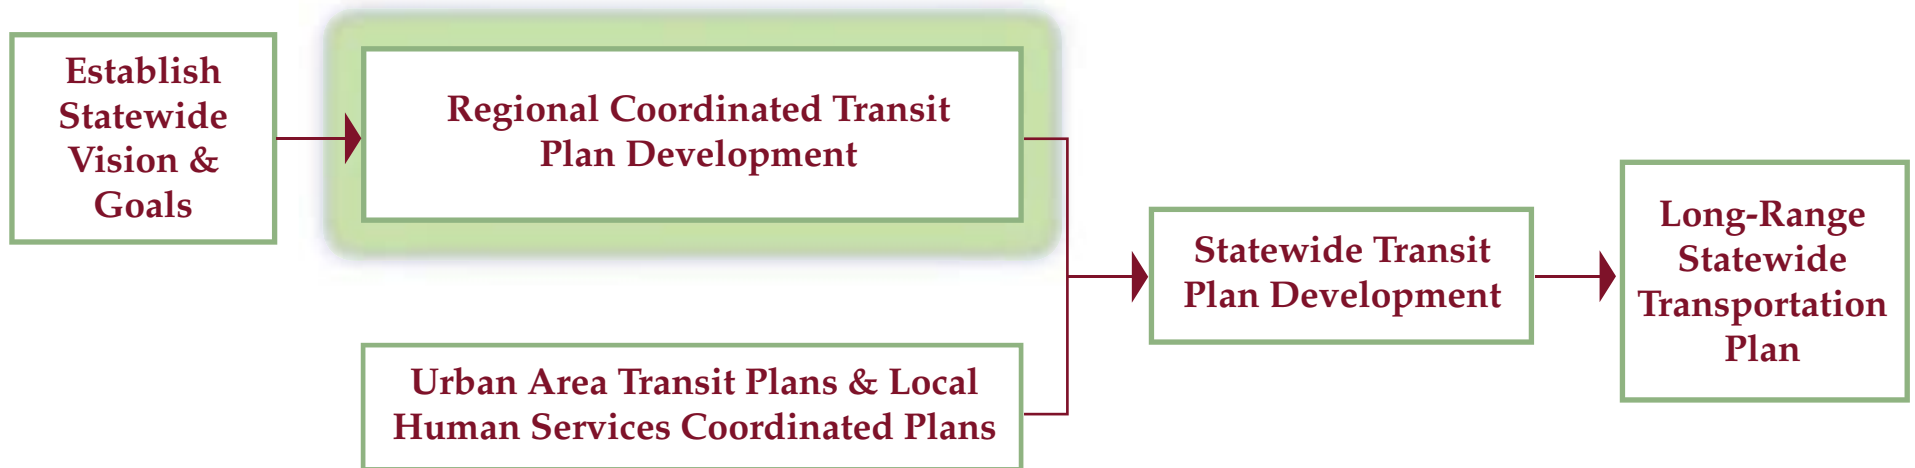 Establish
Statewide
Vision &
Goals
Regional Coordinated Transit
Plan Development
Urban Area Transit Plans & Local
Human Services Coordinated Plans
Statewide Transit
Plan Development
Long-Range
Statewide
Transportation
Plan